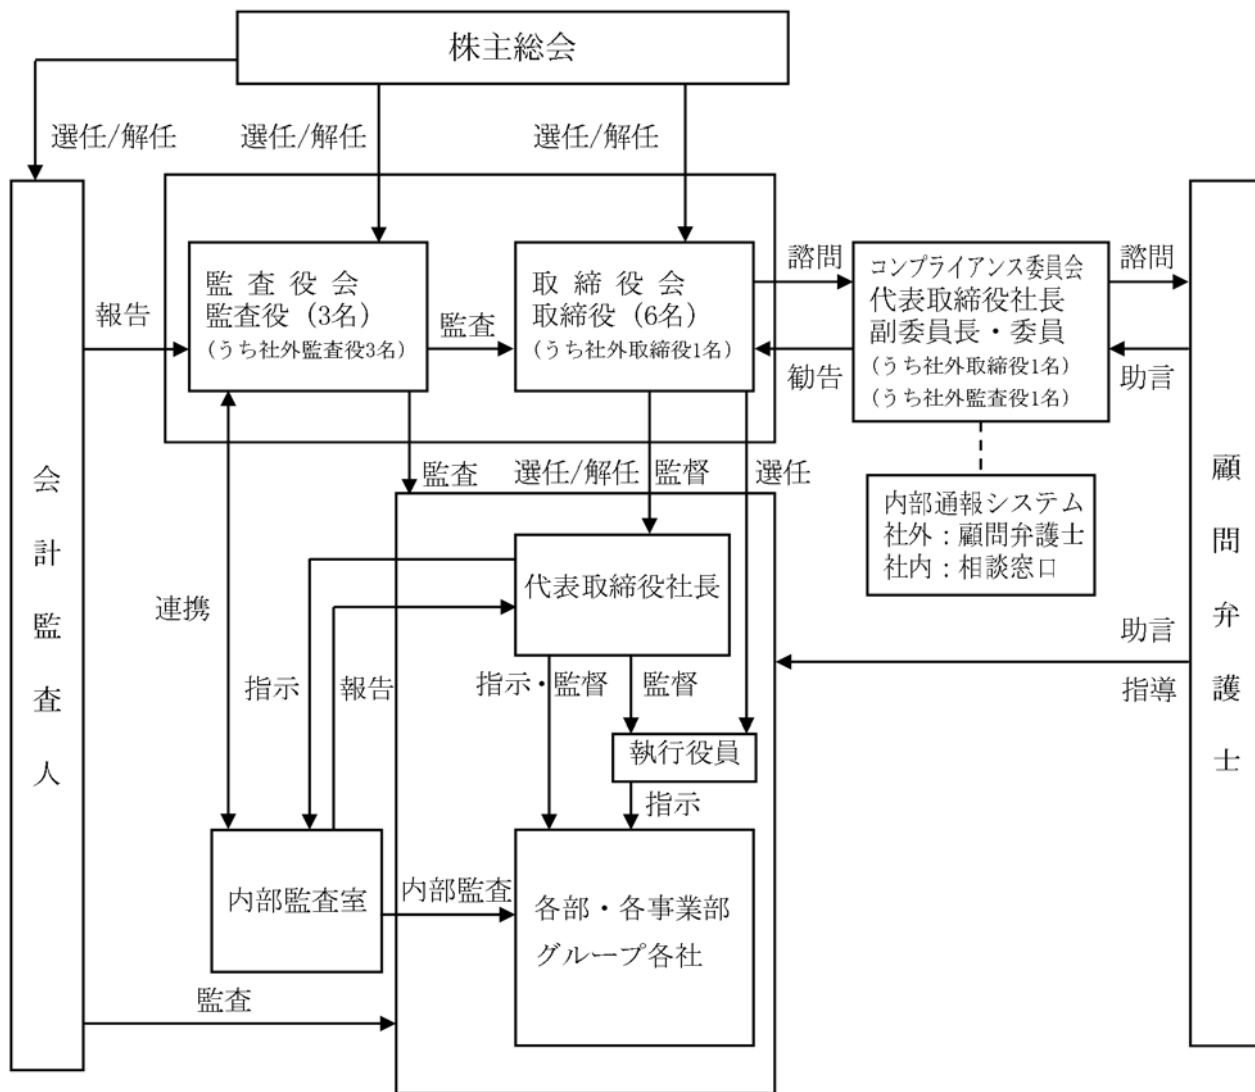 株主総会
選任/解任
選任/解任
選任/解任
監査役会
監査役(3名)
(うち社外監査役3名)
取締役会
取締役(6名)
(うち社外取締役1名)
コンプライアンス委員会
代表取締役社長
副委員長・委員
(うち社外取締役1名)
(うち社外監査役1名)
諮問
諮問
報告
監査
勧告
助言
監査
選任/解任
監督
選任
内部通報システム
社外:顧問弁護士
社内:相談窓口
会計監査人
顧問弁護士
代表取締役社長
連携
指示
報告
指示・監督
監督
助言
指導
執行役員
指示
内部監査室
内部監査
各部・各事業部
グループ各社
監査